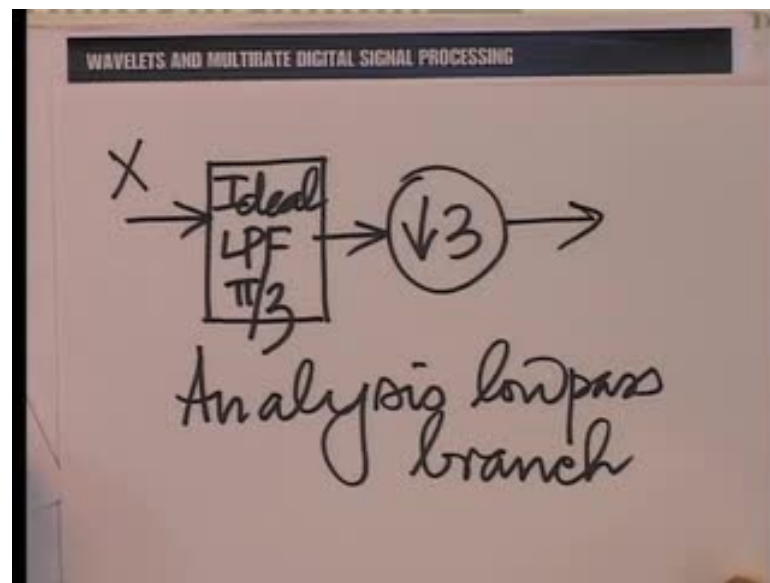 WAVELETS AND MULTIRATE DIGITAL SIGNAL PROCESSING
X
Ideal
LPF
π/3
↓3
Analysis lowpass
branch